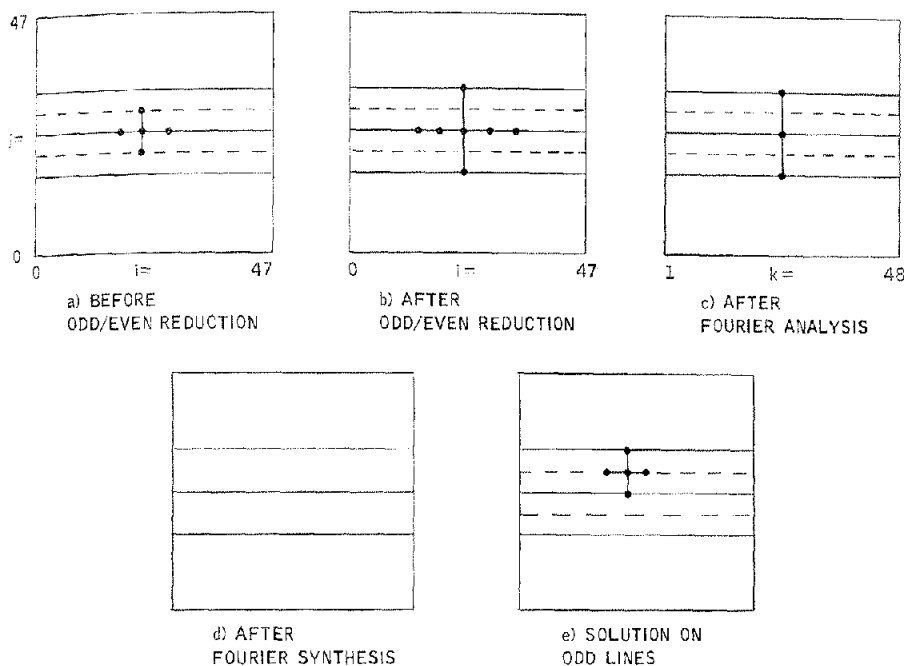 47
j=
0
0 i= 47
a) BEFORE
ODD/EVEN REDUCTION
i= 47
0
b) AFTER
ODD/EVEN REDUCTION
1 k= 48
c) AFTER
FOURIER ANALYSIS
d) AFTER
FOURIER SYNTHESIS
e) SOLUTION ON
ODD LINES